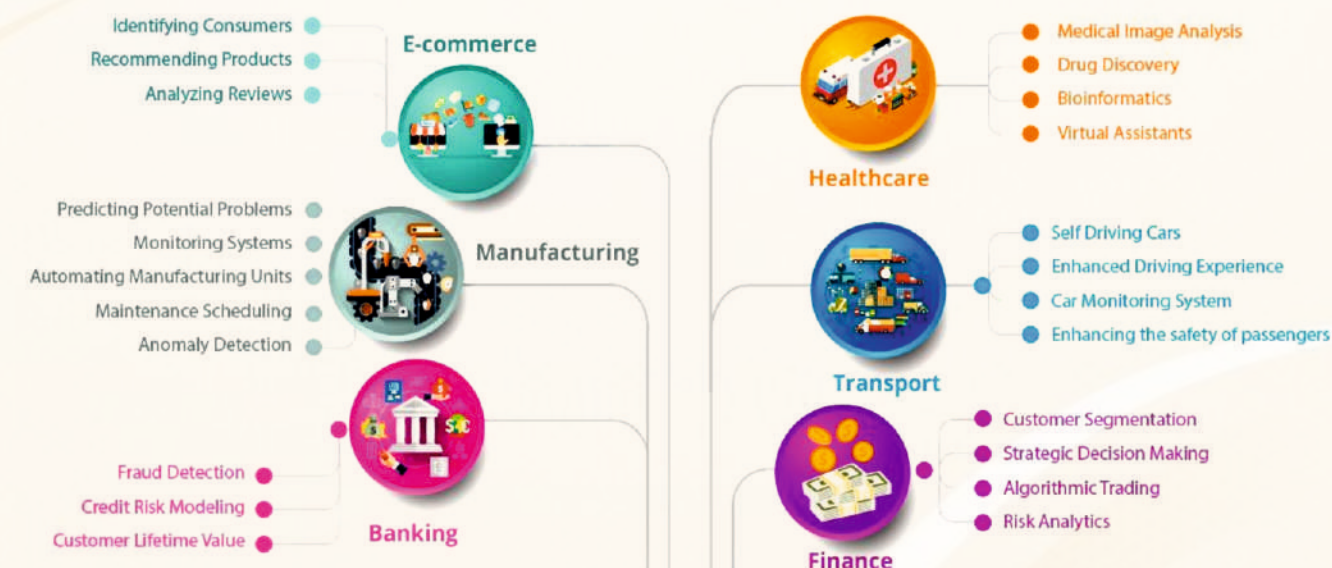 Identifying Consumers
Recommending Products
Analyzing Reviews
E-commerce
Predicting Potential Problems
Monitoring Systems
Automating Manufacturing Units
Maintenance Scheduling
Anomaly Detection
Manufacturing
Fraud Detection
Credit Risk Modeling
Customer Lifetime Value
Banking
Medical Image Analysis
Drug Discovery
Bioinformatics
Virtual Assistants
Healthcare
Self Driving Cars
Enhanced Driving Experience
Car Monitoring System
Enhancing the safety of passengers
Transport
Customer Segmentation
Strategic Decision Making
Algorithmic Trading
Risk Analytics
Finance